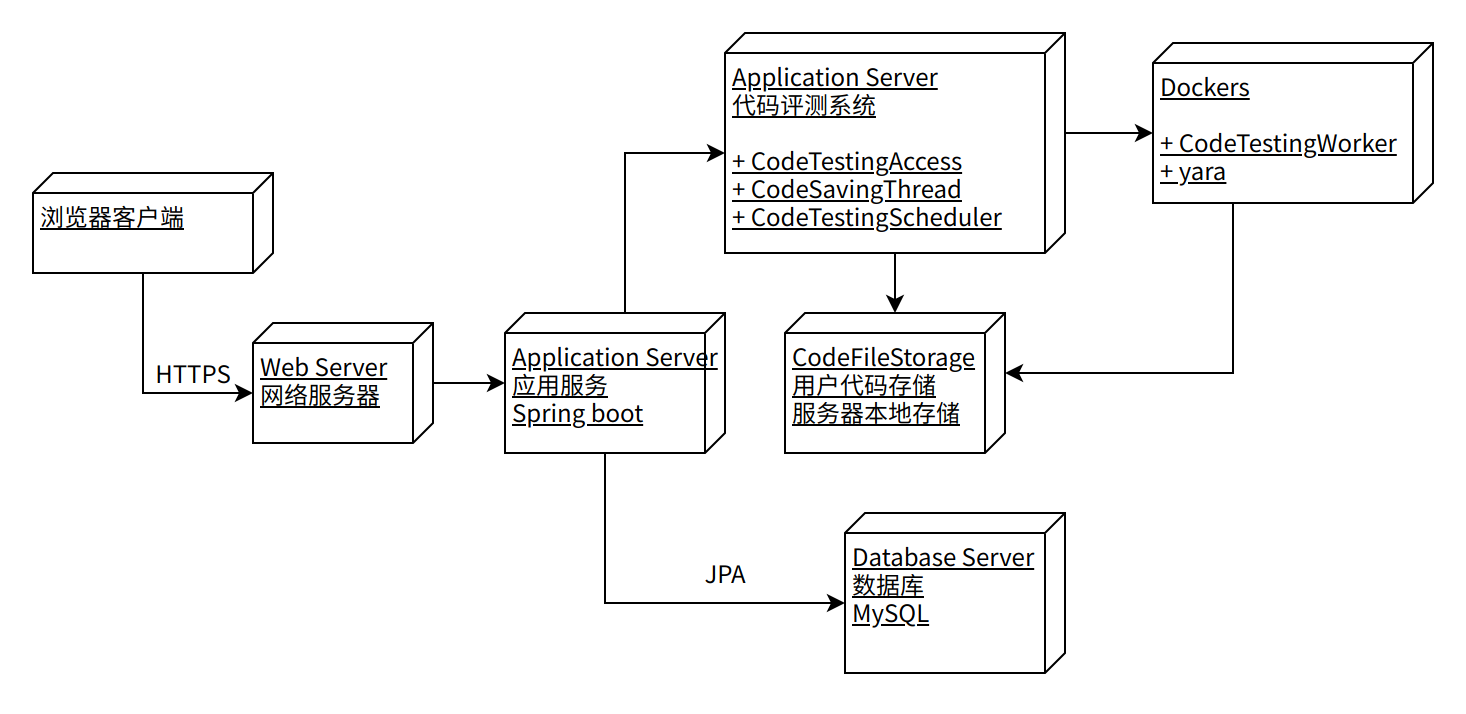 Application Server
代码评测系统
+ CodeTestingAccess
+ CodeSavingThread
+ CodeTestingScheduler
Dockers
+ CodeTestingWorker
+ yara
浏览器客户端
HTTPS
Web Server
网络服务器
Application Server
应用服务
Spring boot
CodeFileStorage
用户代码存储
服务器本地存储
JPA
Database Server
数据库
MySQL